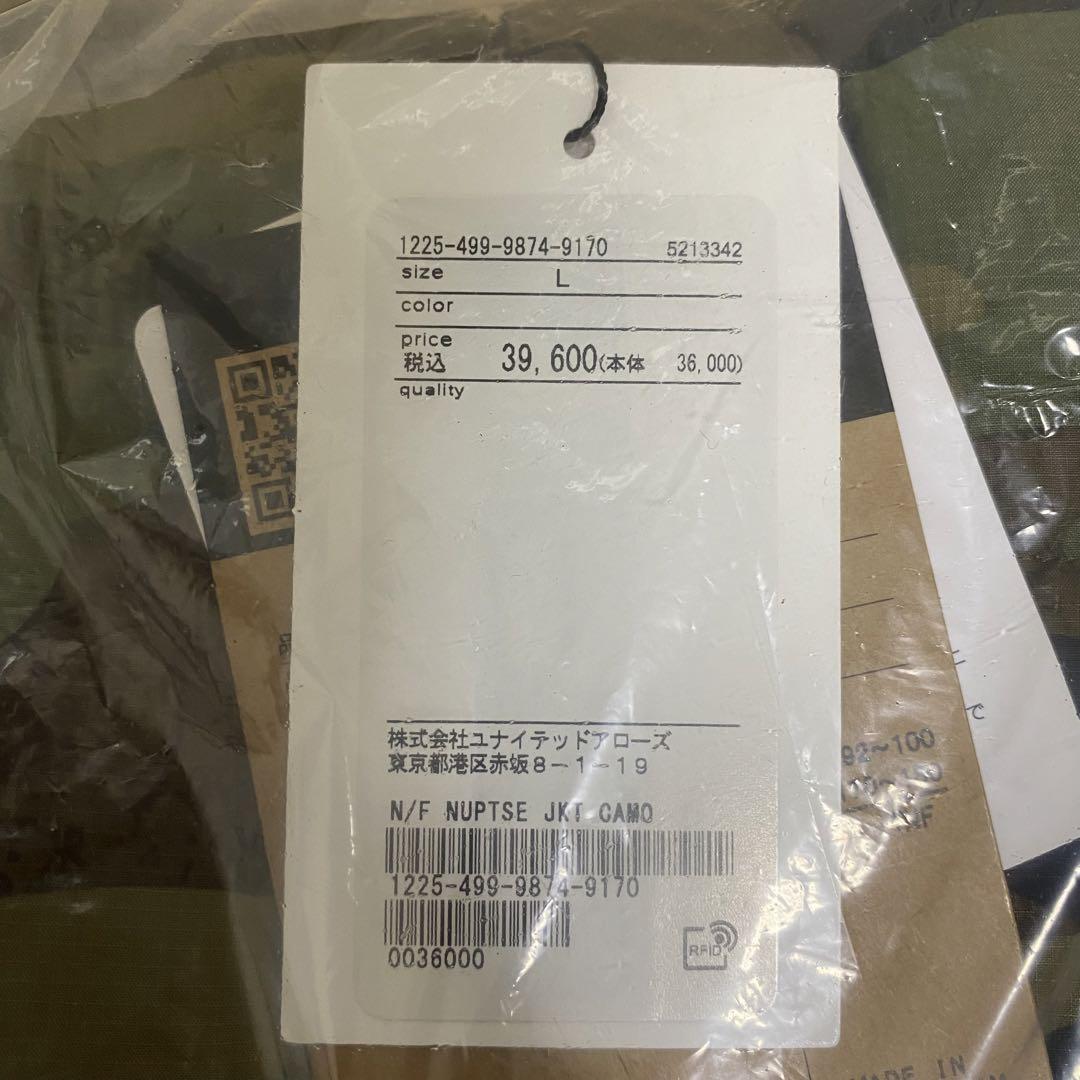 1225-499-9874-9170 5213342
size L
color
price
税込 39,600(本体 36,000)
quality
株式会社ユナイテッドアローズ
東京都港区赤坂8-1-19
N/F NUPTSE JKT CAMO
1225-499-9874-9170
0036000
RFID
品
で
92~100
MADE IN